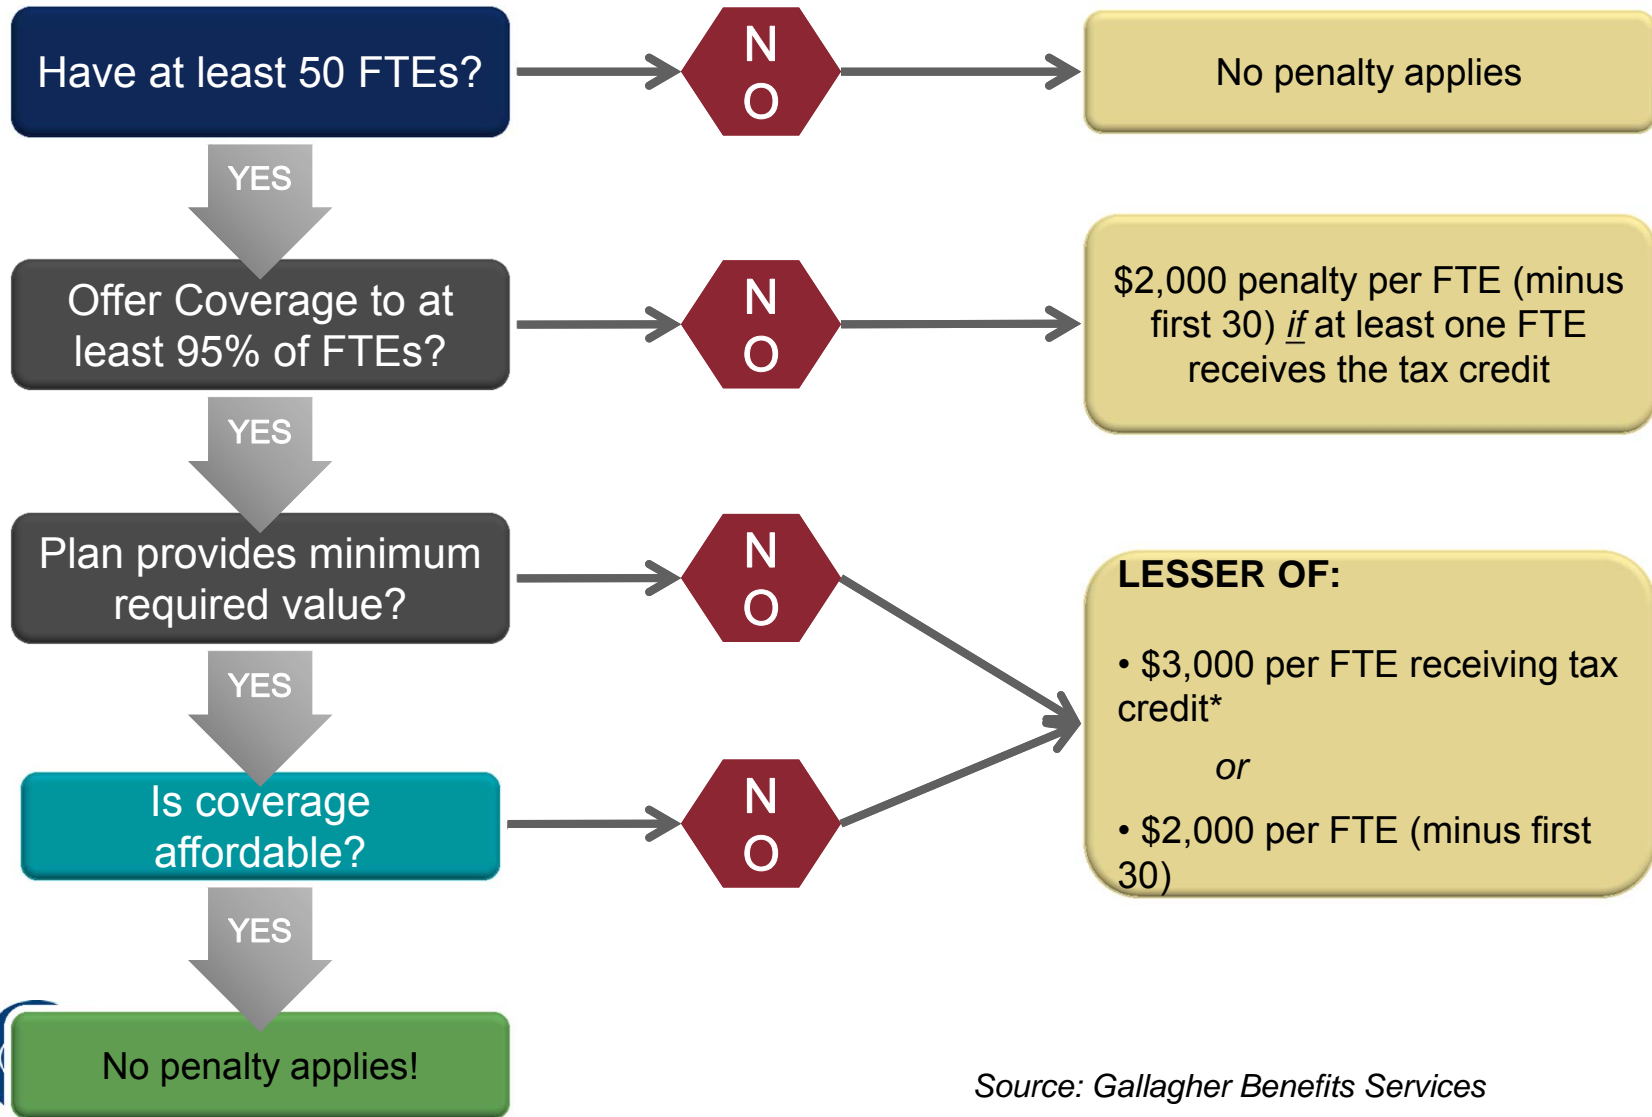 Have at least 50 FTEs?
N
O
No penalty applies
YES
Offer Coverage to at
least 95% of FTEs?
N
O
$2,000 penalty per FTE (minus
first 30) if at least one FTE
receives the tax credit
YES
Plan provides minimum
required value?
N
O
LESSER OF:
• $3,000 per FTE receiving tax
credit*
or
• $2,000 per FTE (minus first
30)
YES
Is coverage
affordable?
N
O
YES
No penalty applies!
Source: Gallagher Benefits Services